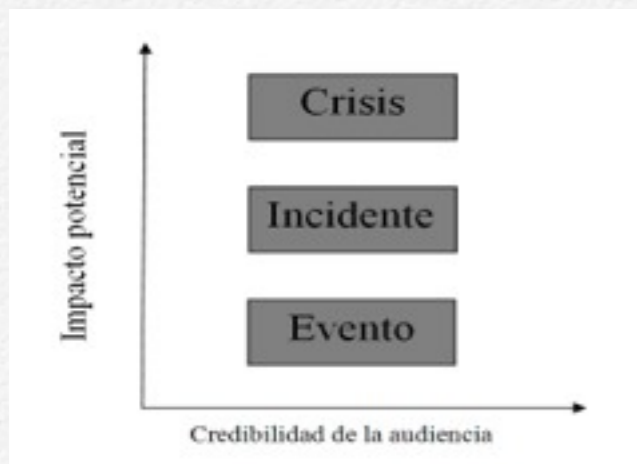 Crisis
Incidente
Evento
Impacto potencial
Credibilidad de la audiencia